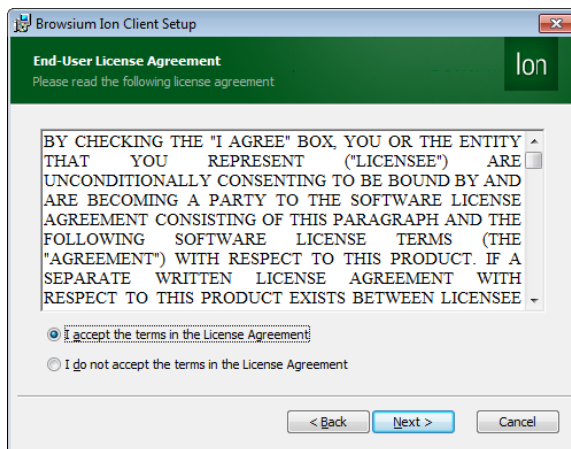 Browsium Ion Client Setup
End-User License Agreement
Please read the following license agreement
Ion
BY CHECKING THE "I AGREE" BOX, YOU OR THE ENTITY
THAT YOU REPRESENT ("LICENSEE") ARE
UNCONDITIONALLY CONSENTING TO BE BOUND BY AND
ARE BECOMING A PARTY TO THE SOFTWARE LICENSE
AGREEMENT CONSISTING OF THIS PARAGRAPH AND THE
FOLLOWING SOFTWARE LICENSE TERMS (THE
"AGREEMENT") WITH RESPECT TO THIS PRODUCT. IF A
SEPARATE WRITTEN LICENSE AGREEMENT WITH
RESPECT TO THIS PRODUCT EXISTS BETWEEN LICENSEE
I accept the terms in the License Agreement
I do not accept the terms in the License Agreement
< Back Next > Cancel